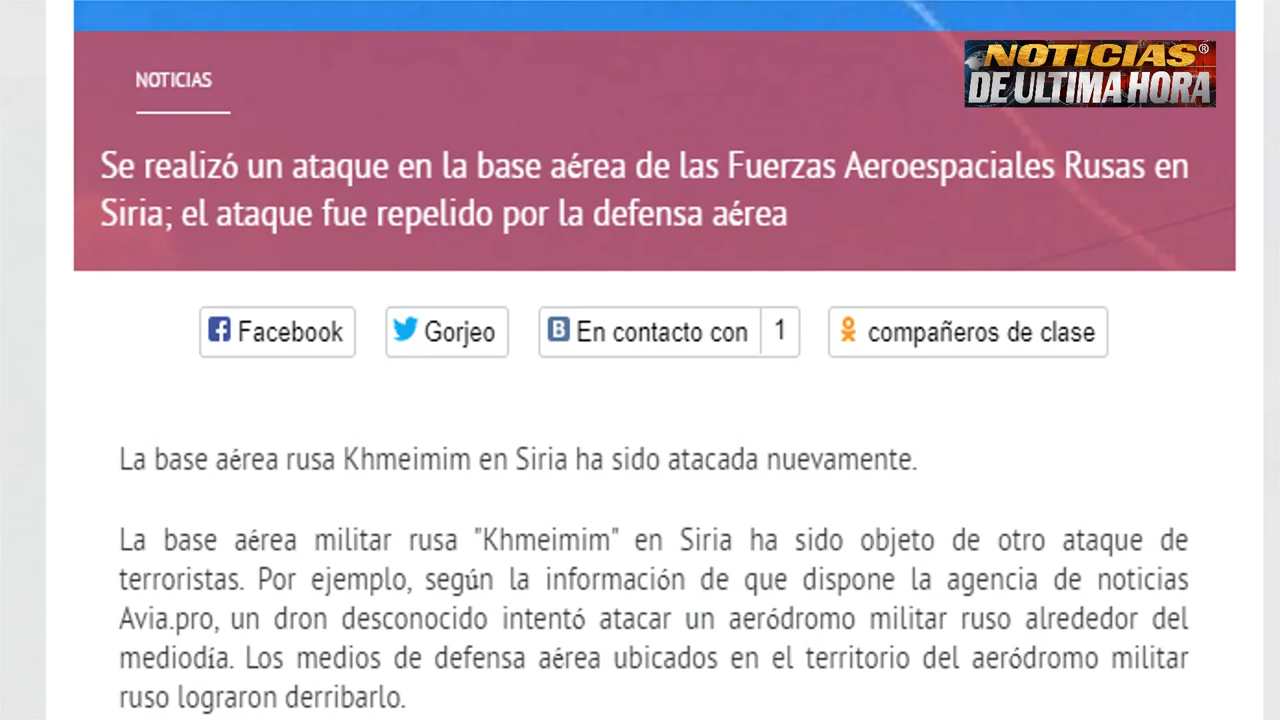 NOTICIAS
NOTICIAS®
DE ULTIMA HORA
Se realizó un ataque en la base aérea de las Fuerzas Aeroespaciales Rusas en
Siria; el ataque fue repelido por la defensa aérea
Facebook
Gorjeo
En contacto con
1
compañeros de clase
La base aérea rusa Khmeimim en Siria ha sido atacada nuevamente.
La base aérea militar rusa "Khmeimim" en Siria ha sido objeto de otro ataque de
terroristas. Por ejemplo, según la información de que dispone la agencia de noticias
Avia.pro, un dron desconocido intentó atacar un aeródromo militar ruso alrededor del
mediodía. Los medios de defensa aérea ubicados en el territorio del aeródromo militar
ruso lograron derribarlo.